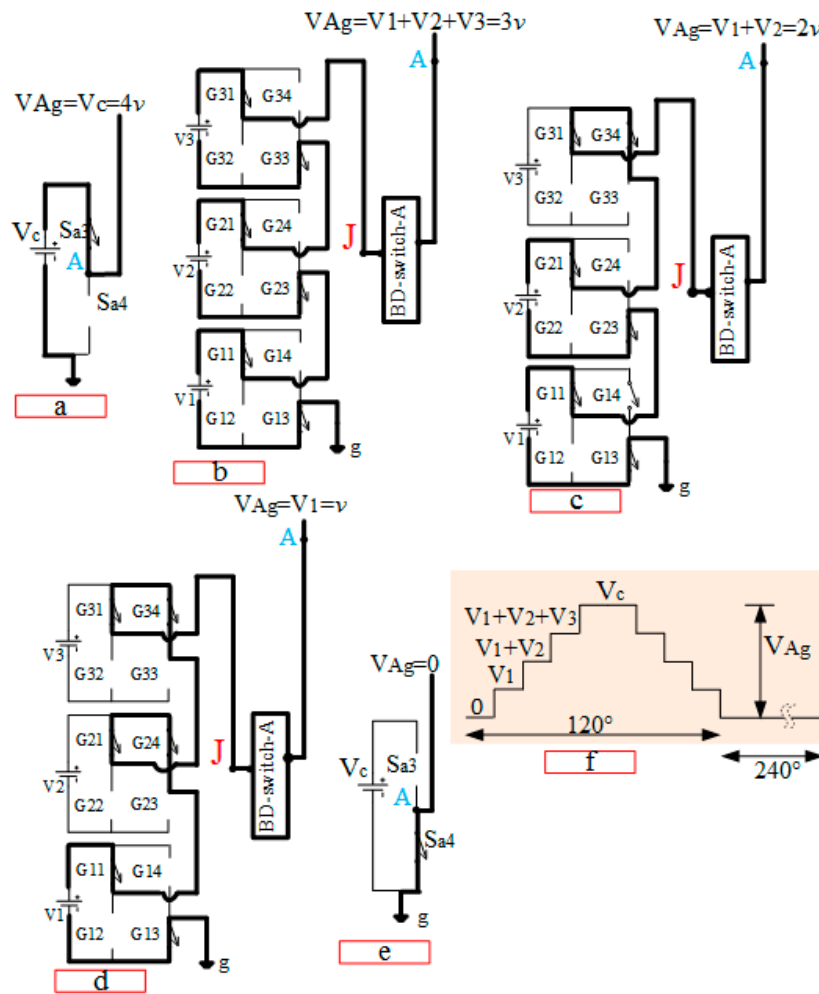 VAg=Vc=4v
Vc
Sa3
A
Sa4
a
VAg=V1+V2+V3=3v
A
G31
G34
V3
G32
G33
G21
G24
V2
G22
G23
G11
G14
V1
G12
G13
J
BD-switch-A
g
b
VAg=V1+V2=2v
A
G31
G34
V3
G32
G33
G21
G24
V2
G22
G23
G11
G14
V1
G12
G13
J
BD-switch-A
g
c
VAg=V1=v
A
G31
G34
V3
G32
G33
G21
G24
V2
G22
G23
G11
G14
V1
G12
G13
J
BD-switch-A
g
d
VAg=0
Vc
Sa3
A
Sa4
g
e
Vc
V1+V2+V3
V1+V2
V1
0
VAg
120°
240°
f